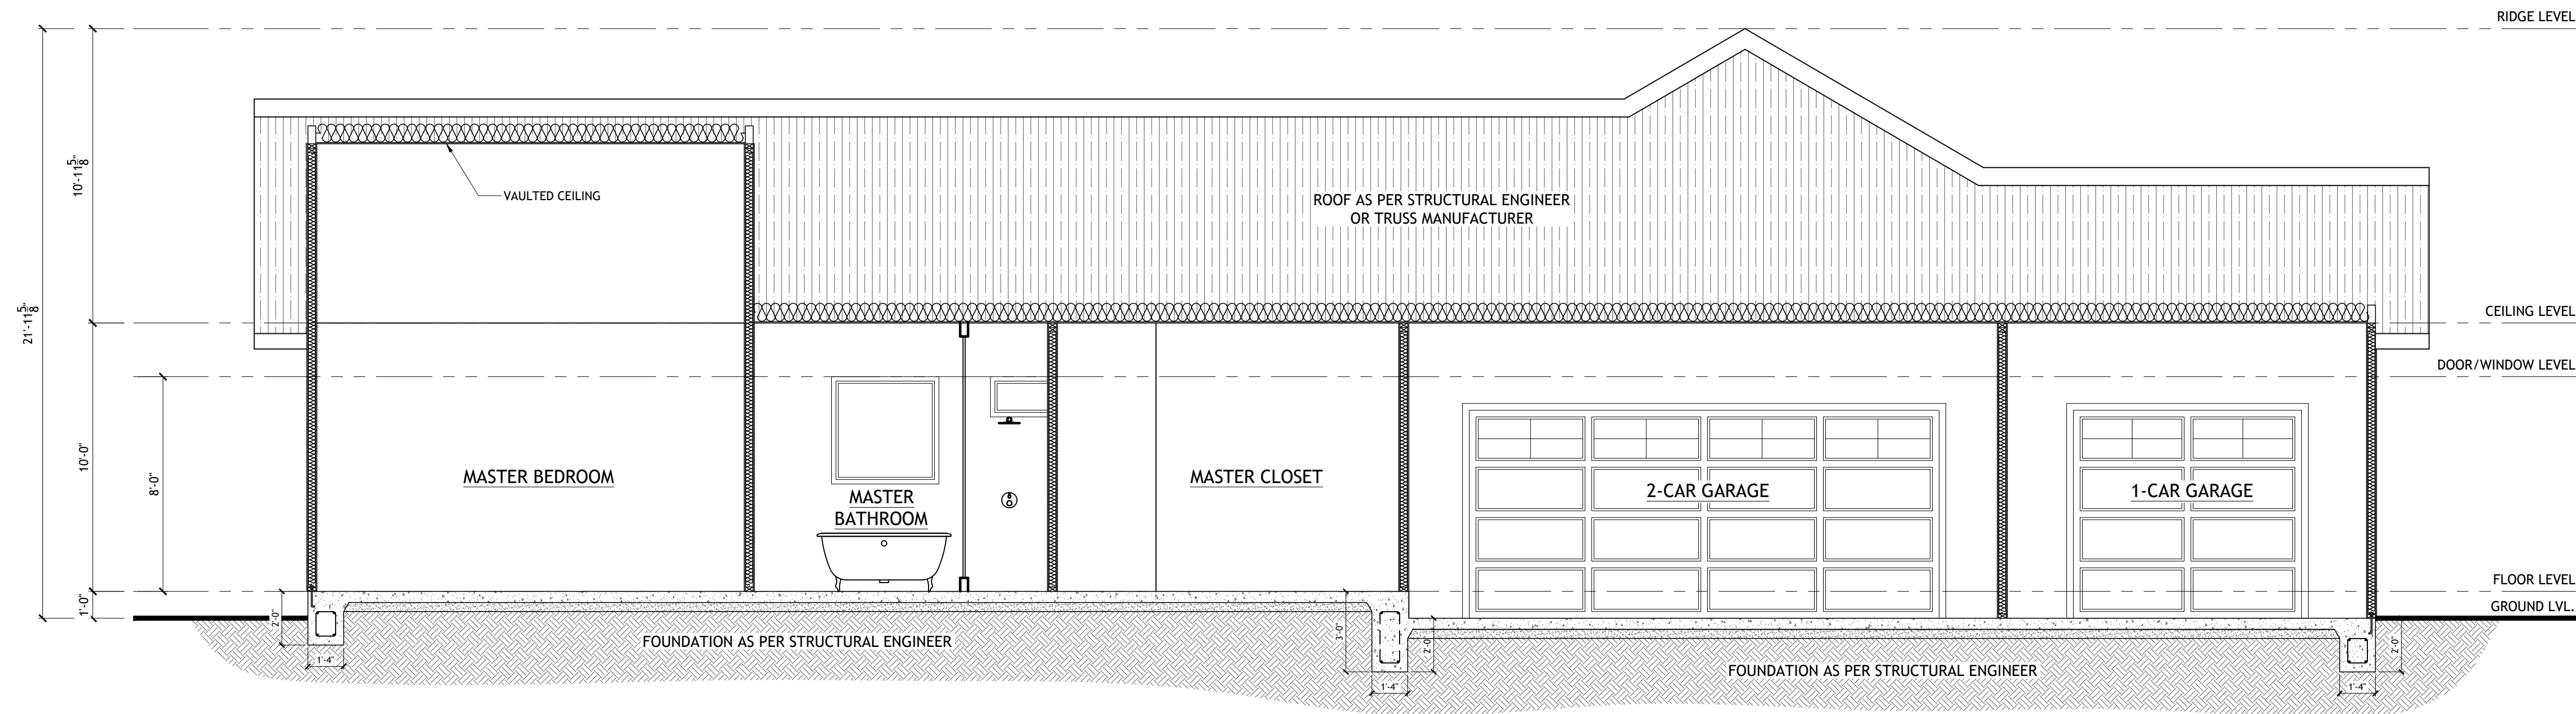 RIDGE LEVEL
10'-11 5/8"
21'-11 5/8"
VAULTED CEILING
ROOF AS PER STRUCTURAL ENGINEER
OR TRUSS MANUFACTURER
CEILING LEVEL
DOOR/WINDOW LEVEL
10'-0"
8'-0"
MASTER BEDROOM
MASTER
BATHROOM
MASTER CLOSET
2-CAR GARAGE
1-CAR GARAGE
FLOOR LEVEL
GROUND LVL.
1'-0"
2'-0"
1'-4"
FOUNDATION AS PER STRUCTURAL ENGINEER
3'-0"
2'-0"
1'-4"
FOUNDATION AS PER STRUCTURAL ENGINEER
2'-0"
1'-4"